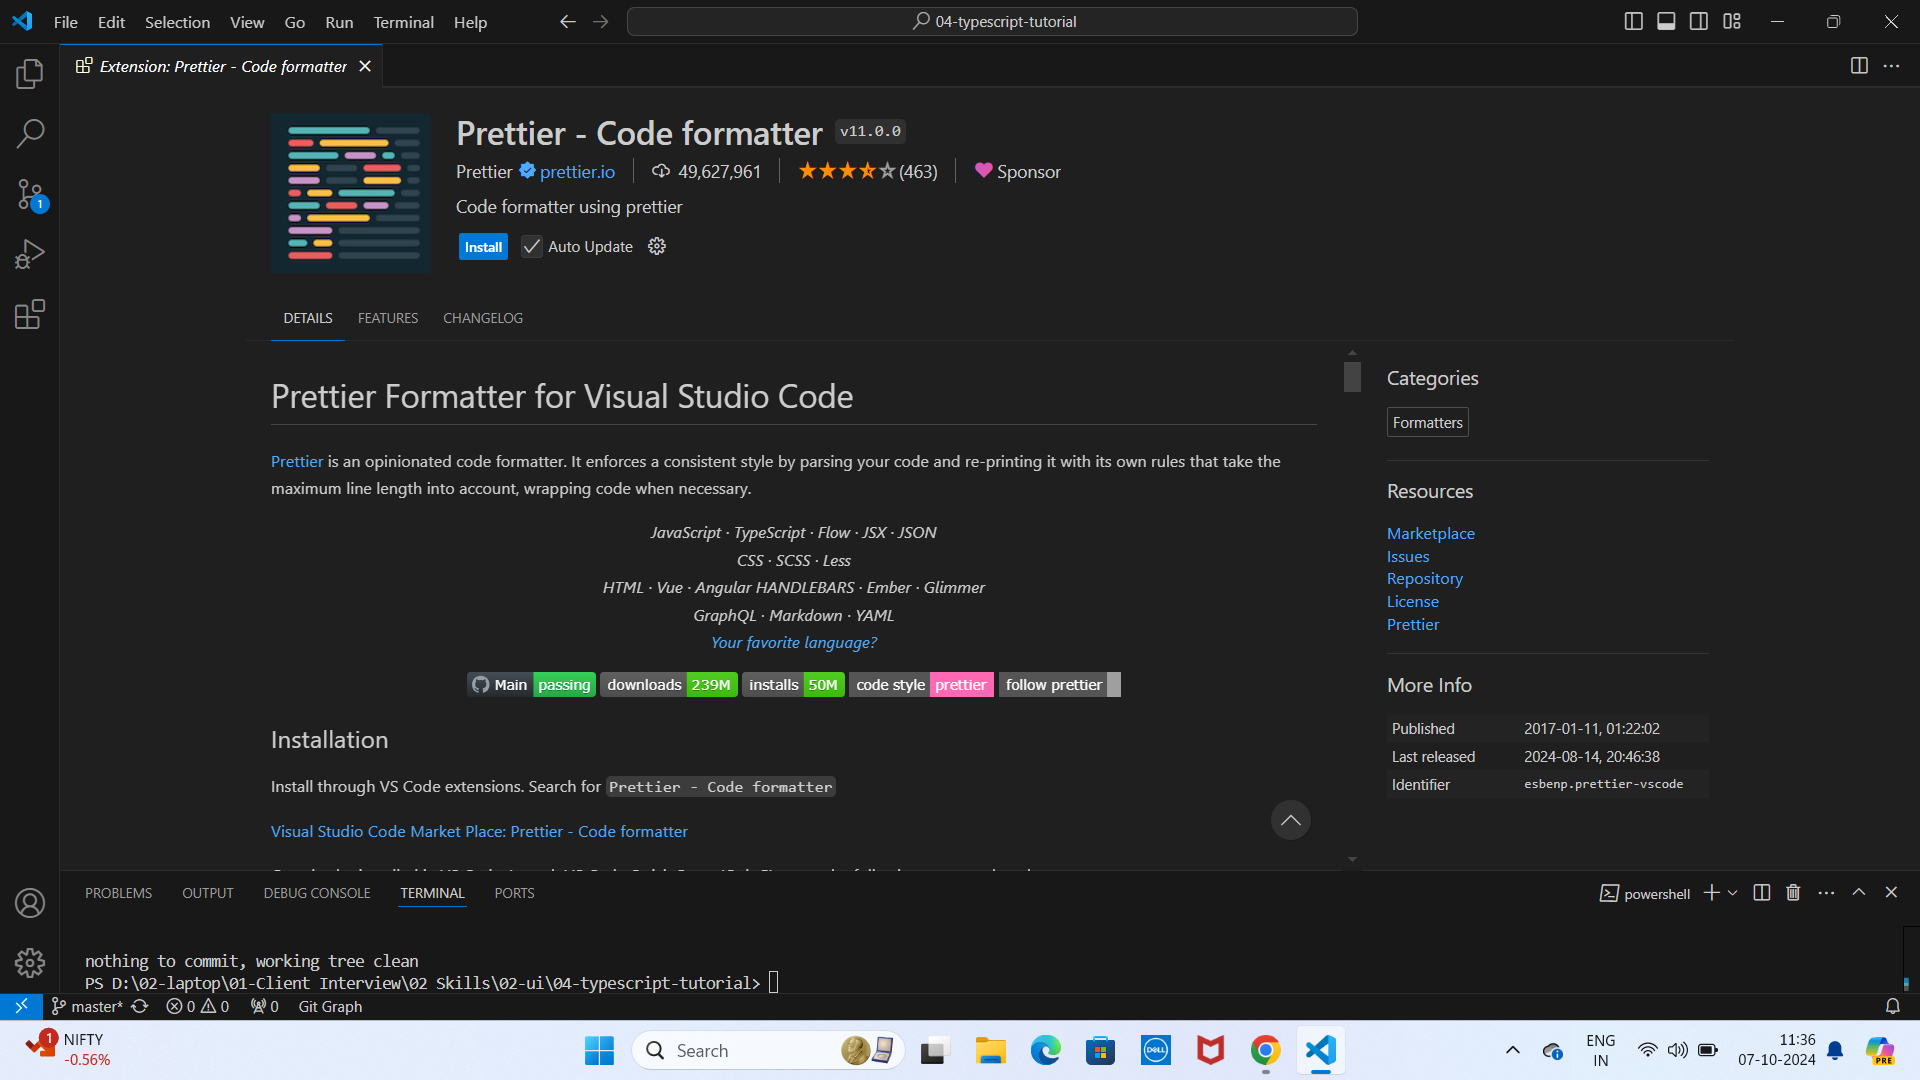 File Edit Selection View Go Run Terminal Help
04-typescript-tutorial
Extension: Prettier - Code formatter
Prettier - Code formatter v11.0.0
Prettier prettier.io 49,627,961 (463) Sponsor
Code formatter using prettier
Install Auto Update
DETAILS FEATURES CHANGELOG
Prettier Formatter for Visual Studio Code
Prettier is an opinionated code formatter. It enforces a consistent style by parsing your code and re-printing it with its own rules that take the
maximum line length into account, wrapping code when necessary.
JavaScript · TypeScript · Flow · JSX · JSON
CSS · SCSS · Less
HTML · Vue · Angular HANDLEBARS · Ember · Glimmer
GraphQL · Markdown · YAML
Your favorite language?
Main passing downloads 239M installs 50M code style prettier follow prettier
Installation
Install through VS Code extensions. Search for Prettier - Code formatter
Visual Studio Code Market Place: Prettier - Code formatter
Categories
Formatters
Resources
Marketplace
Issues
Repository
License
Prettier
More Info
Published 2017-01-11, 01:22:02
Last released 2024-08-14, 20:46:38
Identifier esbenp.prettier-vscode
1
PROBLEMS OUTPUT DEBUG CONSOLE TERMINAL PORTS
powershell
nothing to commit, working tree clean
PS D:\02-laptop\01-Client Interview\02 Skills\02-ui\04-typescript-tutorial>
master* 0 0 0 Git Graph
1 NIFTY
-0.56%
Search
DELL
ENG
IN
11:36
07-10-2024
PRE